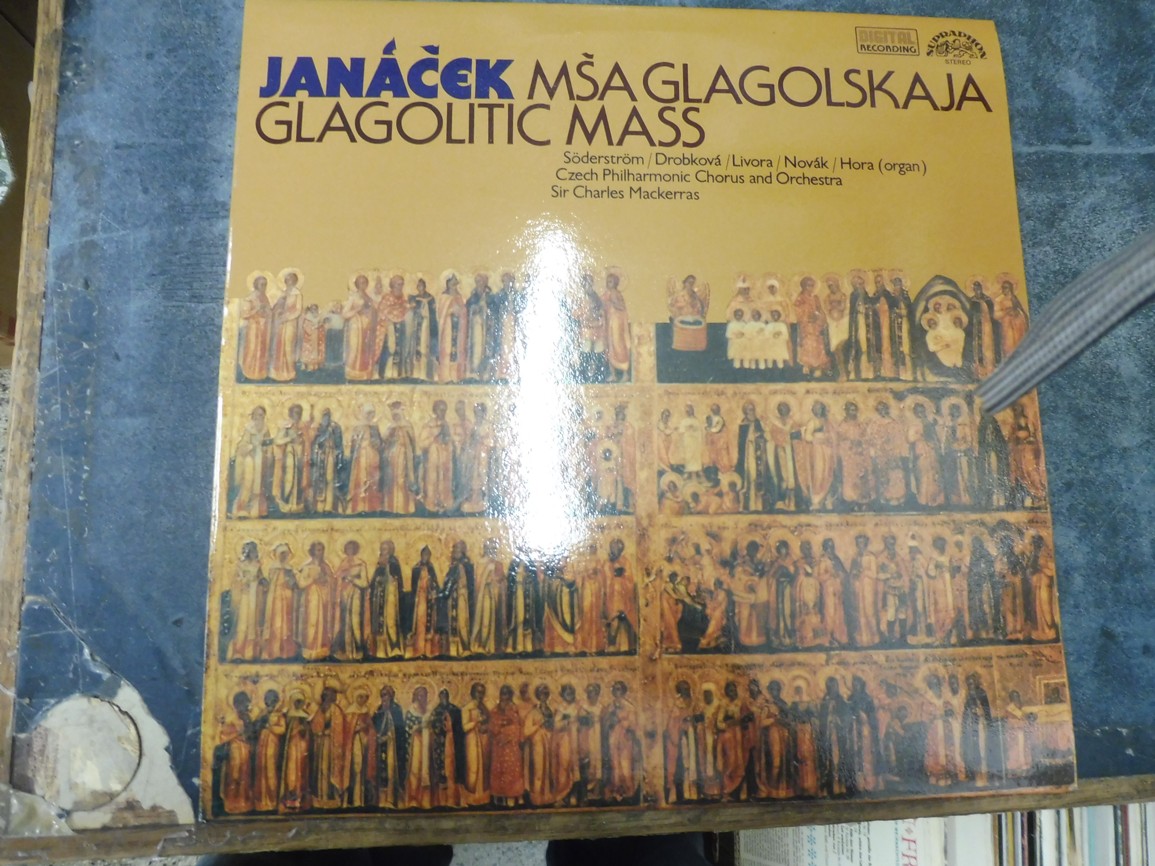 DIGITAL
RECORDING
SUPRAPHON
STEREO
JANÁČEK MŠA GLAGOLSKAJA
GLAGOLITIC MASS
Söderström / Drobková / Livora / Novák / Hora (organ)
Czech Philharmonic Chorus and Orchestra
Sir Charles Mackerras